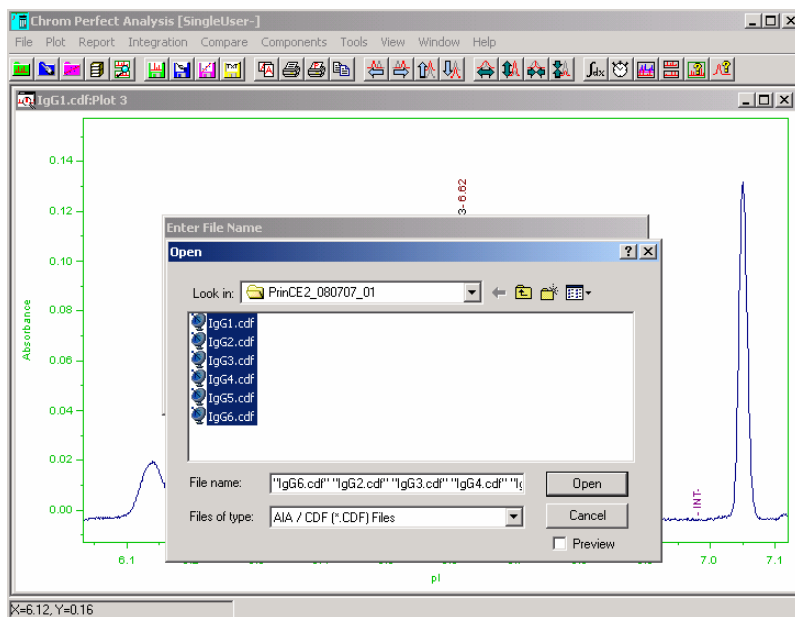 Chrom Perfect Analysis [SingleUser-]
File Plot Report Integration Compare Components Tools View Window Help
IgG1.cdf:Plot 3
0.14
3- 6.62
0.12
Enter File Name
Open
0.10
Look in: PrinCE2_080707_01
0.08
IgG1.cdf
IgG2.cdf
IgG3.cdf
IgG4.cdf
IgG5.cdf
IgG6.cdf
Absorbance
0.06
0.04
0.02
File name: "IgG6.cdf" "IgG2.cdf" "IgG3.cdf" "IgG4.cdf" Open
- INT-
0.00
Files of type: AIA / CDF (*.CDF) Files Cancel
Preview
6.1 7.0 7.1
pI
X=6.12, Y=0.16